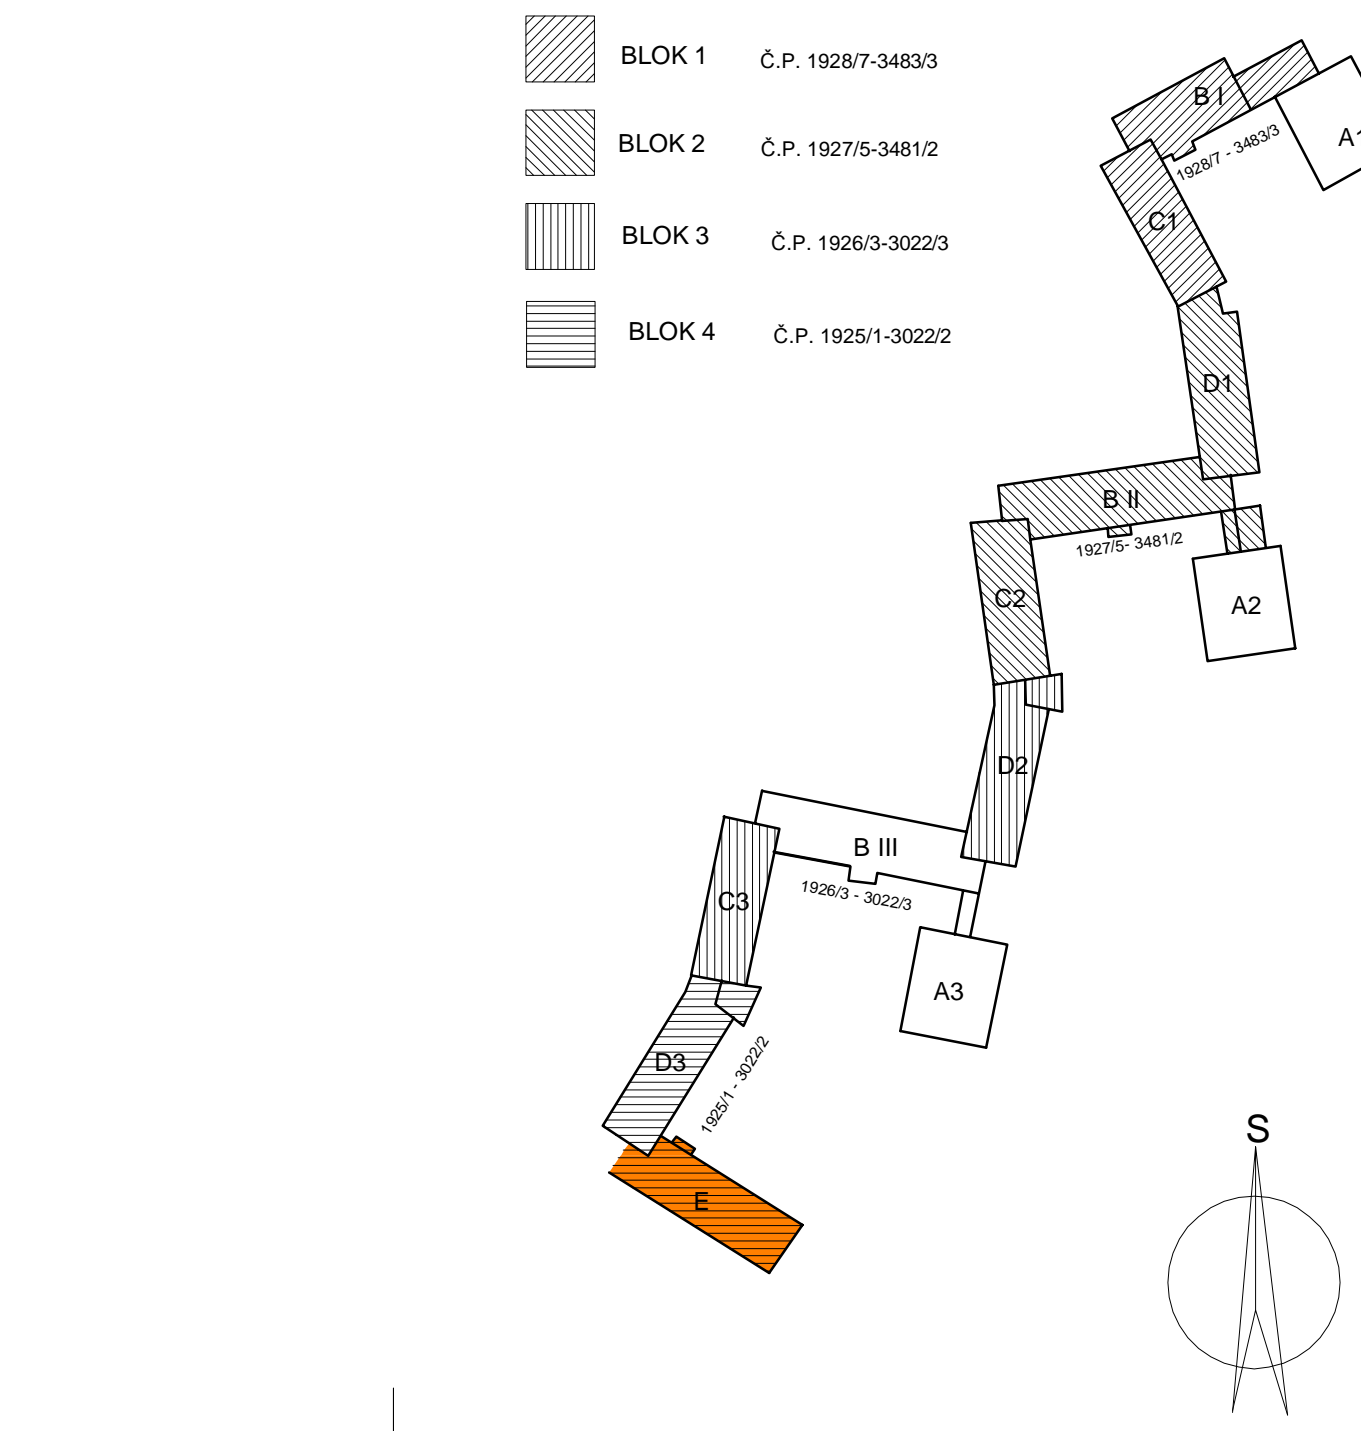 BLOK 1 Č.P. 1928/7-3483/3
BLOK 2 Č.P. 1927/5-3481/2
BLOK 3 Č.P. 1926/3-3022/3
BLOK 4 Č.P. 1925/1-3022/2
B I
A1
1928/7 - 3483/3
C1
D1
B II
1927/5- 3481/2
C2
A2
D2
B III
1926/3 - 3022/3
C3
A3
D3
1925/1 - 3022/2
E
S